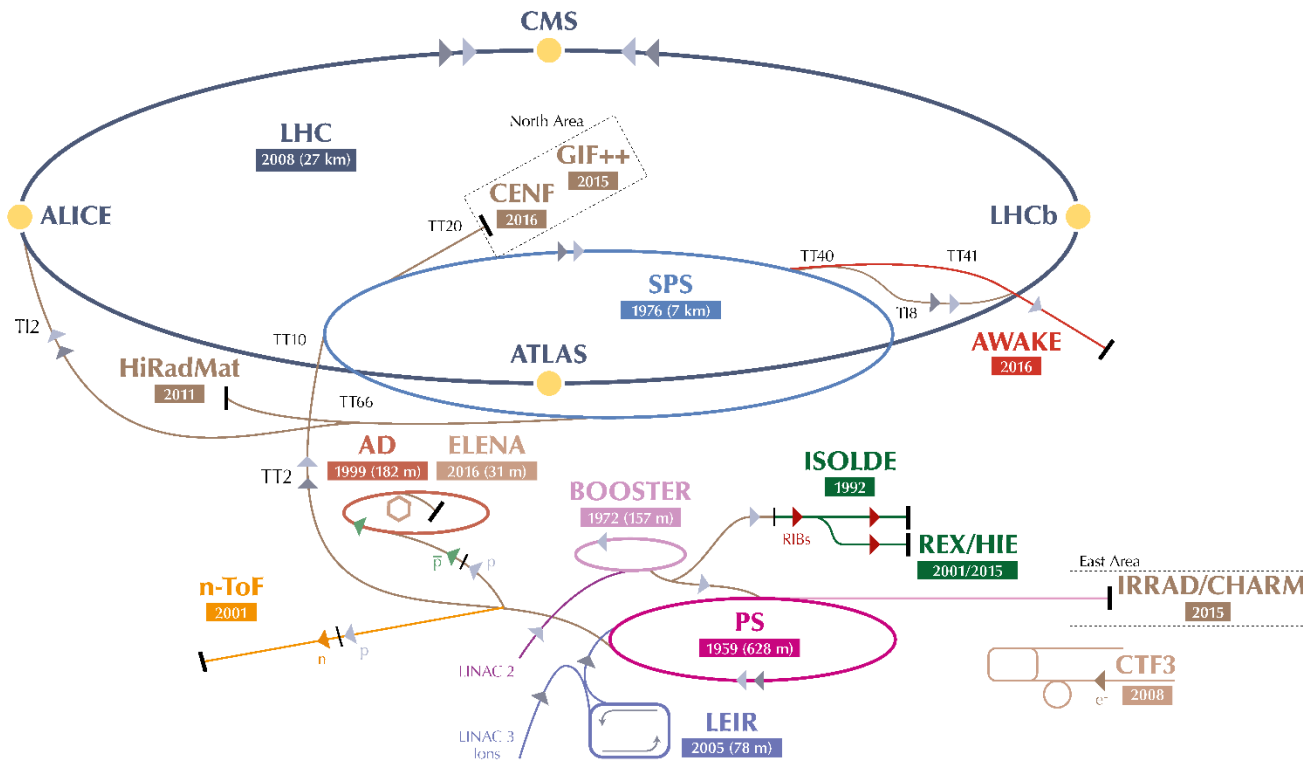 CMS
North Area
LHC
2008 (27 km)
GIF++
2015
CENF
2016
ALICE
LHCb
TT20
TT40
TT41
SPS
1976 (7 km)
TI2
TI8
TT10
ATLAS
AWAKE
2016
HiRadMat
2011
TT66
AD
1999 (182 m)
ELENA
2016 (31 m)
TT2
ISOLDE
1992
BOOSTER
1972 (157 m)
RIBs
REX/HIE
2001/2015
p̅
p
East Area
n-ToF
2001
IRRAD/CHARM
2015
PS
1959 (628 m)
n
p
LINAC 2
CTF3
2008
e-
LEIR
2005 (78 m)
LINAC 3
Ions